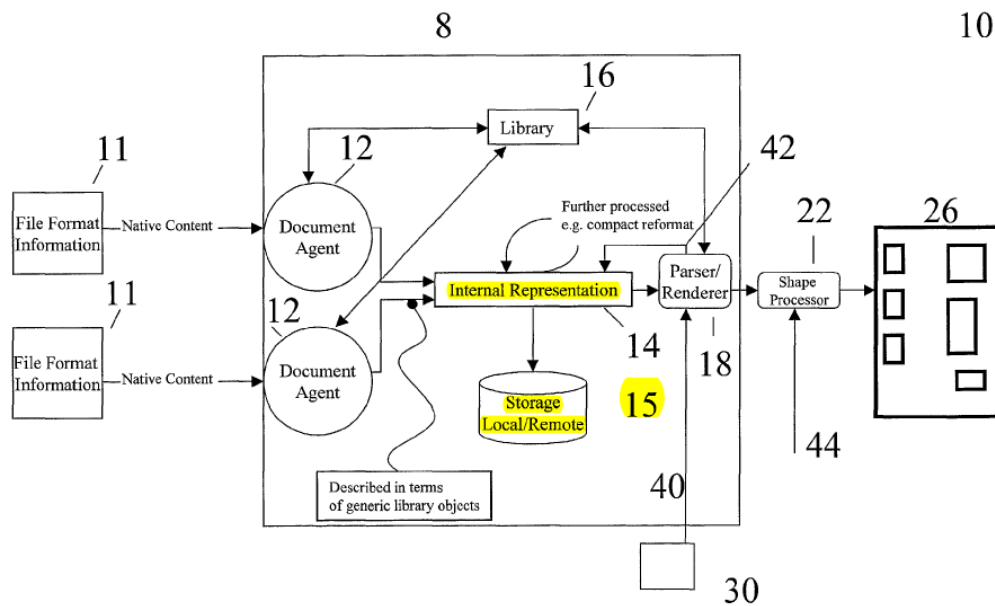 8
10
16
Library
11
12
42
File Format
Information
Native Content
Document
Agent
Further processed
e.g. compact reformat
22
26
Internal Representation
Parser/
Renderer
Shape
Processor
11
12
14
18
File Format
Information
Native Content
Document
Agent
Storage
Local/Remote
15
44
Described in terms
of generic library objects
40
30